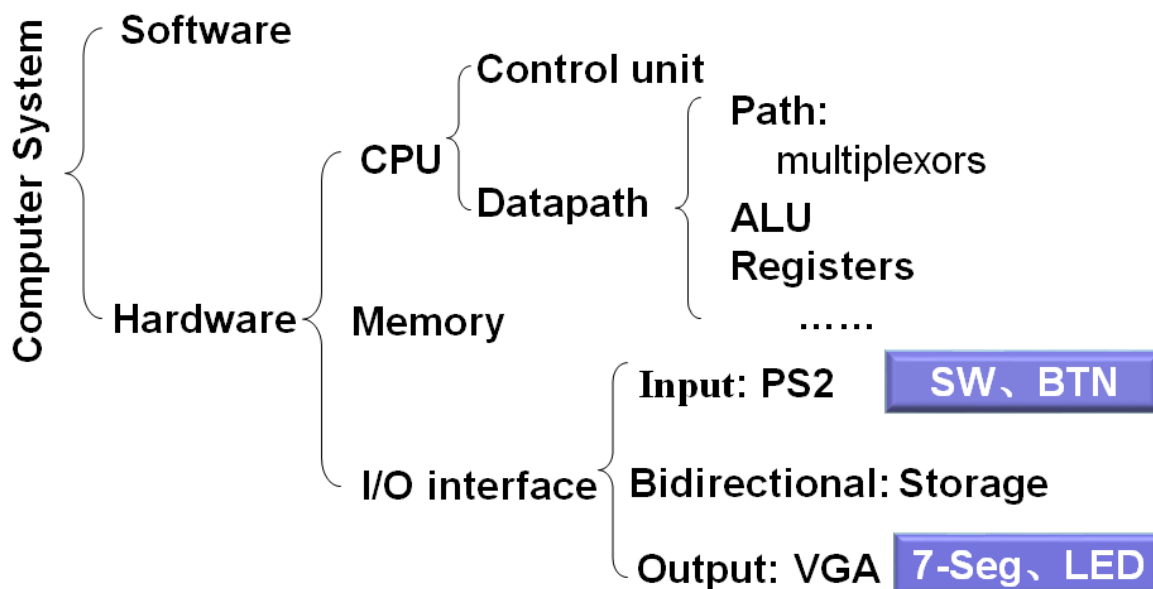 Computer System
Software
Hardware
CPU
Control unit
Datapath
Path:
multiplexors
ALU
Registers
......
Memory
I/O interface
Input: PS2 SW、BTN
Bidirectional: Storage
Output: VGA 7-Seg、LED